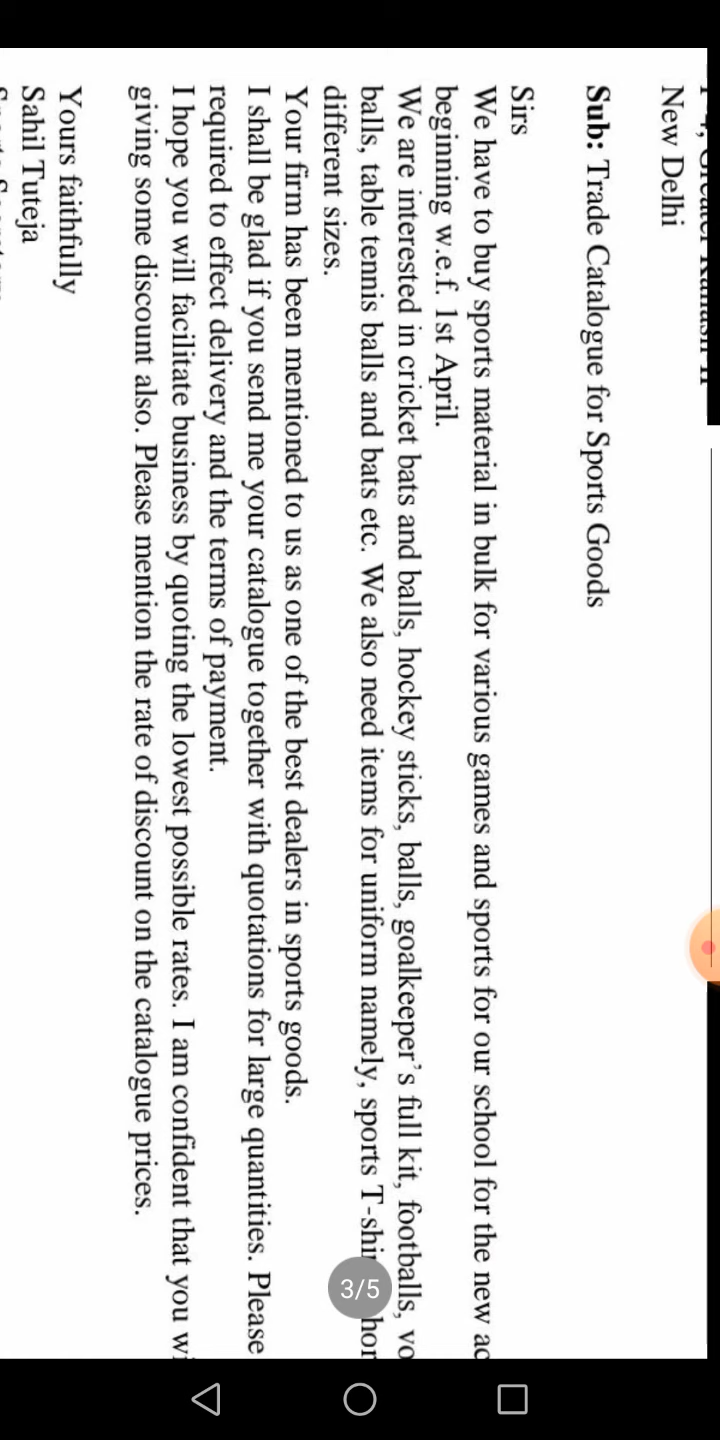 New Delhi
Sub: Trade Catalogue for Sports Goods
Sirs
We have to buy sports material in bulk for various games and sports for our school for the new
beginning w.e.f. 1st April.
We are interested in cricket bats and balls, hockey sticks, balls, goalkeeper's full kit, footballs,
balls, table tennis balls and bats etc. We also need items for uniform namely, sports
different sizes.
Your firm has been mentioned to us as one of the best dealers in sports goods.
I shall be glad if you send me your catalogue together with quotations for large quantities. Please
required to effect delivery and the terms of payment.
I hope you will facilitate business by quoting the lowest possible rates. I am confident that you
giving some discount also. Please mention the rate of discount on the catalogue prices.
Yours faithfully
Sahil Tuteja
3/5